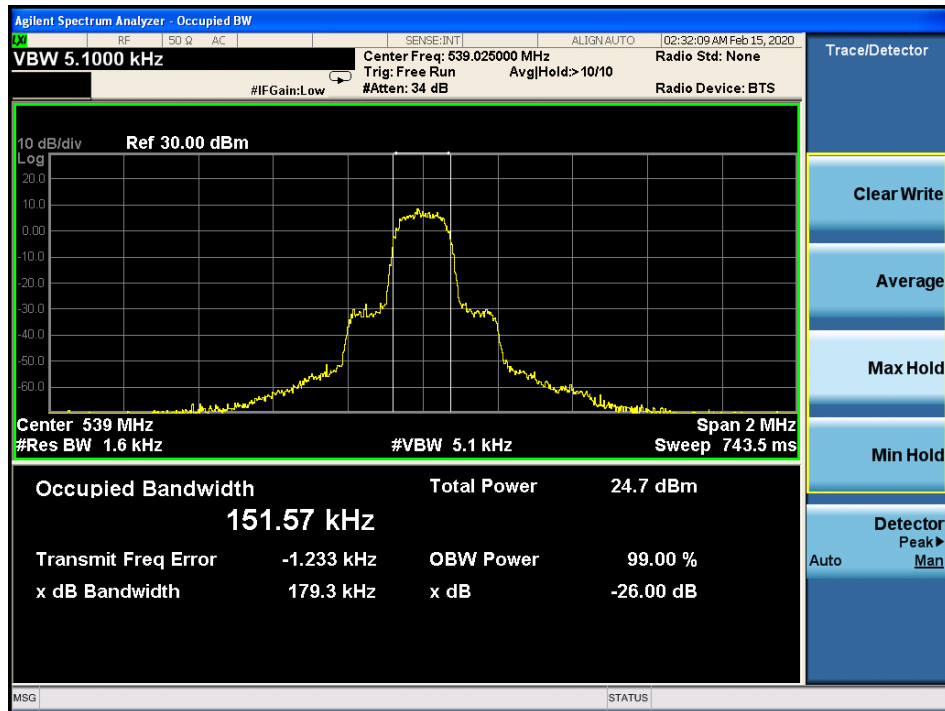 Agilent Spectrum Analyzer - Occupied BW
LXI RF 50 Ω AC SENSE:INT ALIGN AUTO 02:32:09 AM Feb 15, 2020
VBW 5.1000 kHz
Center Freq: 539.025000 MHz Radio Std: None
Trig: Free Run Avg|Hold:>10/10
#IFGain:Low #Atten: 34 dB Radio Device: BTS
10 dB/div Ref 30.00 dBm
Log
20.0
10.0
0.00
-10.0
-20.0
-30.0
-40.0
-50.0
-60.0
Center 539 MHz Span 2 MHz
#Res BW 1.6 kHz #VBW 5.1 kHz Sweep 743.5 ms
Occupied Bandwidth Total Power 24.7 dBm
151.57 kHz
Transmit Freq Error -1.233 kHz OBW Power 99.00 %
x dB Bandwidth 179.3 kHz x dB -26.00 dB
MSG STATUS
Trace/Detector
Clear Write
Average
Max Hold
Min Hold
Detector
Peak▶
Auto Man